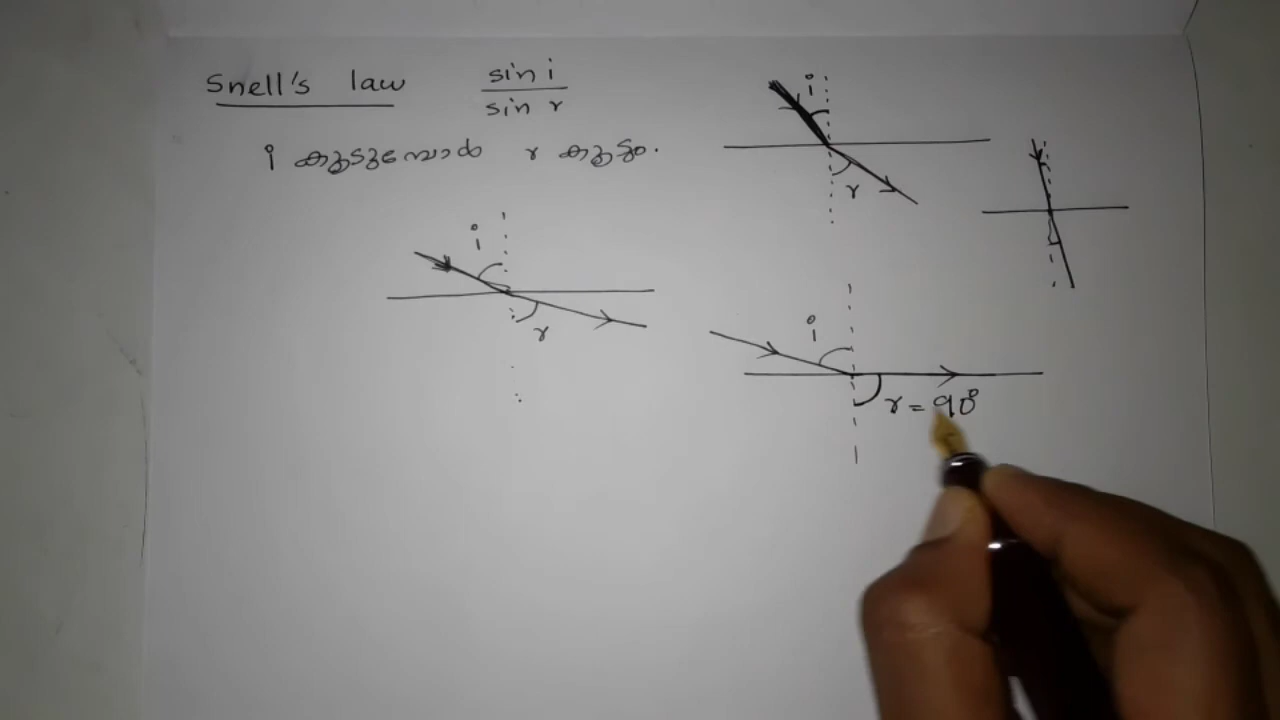 Snell's law sin i / sin r
i കൂടുമ്പോൾ r കൂടും.
i
r
i
r
i
r = 90°